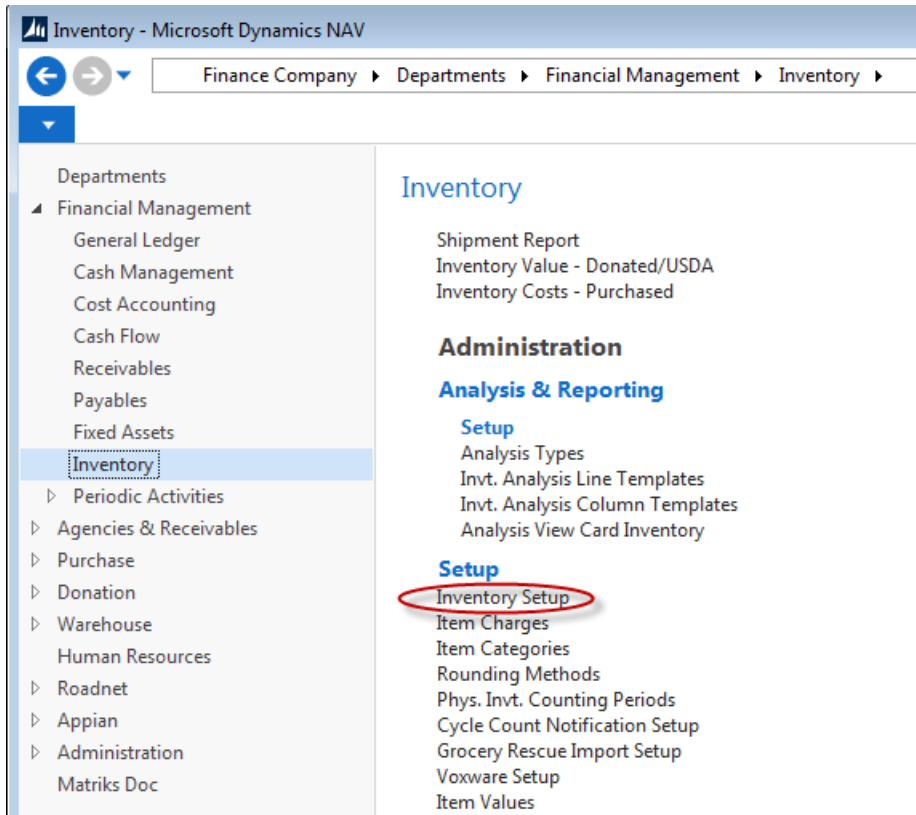 Inventory - Microsoft Dynamics NAV
Finance Company ▸ Departments ▸ Financial Management ▸ Inventory ▸
Departments
Financial Management
General Ledger
Cash Management
Cost Accounting
Cash Flow
Receivables
Payables
Fixed Assets
Inventory
Periodic Activities
Agencies & Receivables
Purchase
Donation
Warehouse
Human Resources
Roadnet
Appian
Administration
Matriks Doc
Inventory
Shipment Report
Inventory Value - Donated/USDA
Inventory Costs - Purchased
Administration
Analysis & Reporting
Setup
Analysis Types
Invt. Analysis Line Templates
Invt. Analysis Column Templates
Analysis View Card Inventory
Setup
Inventory Setup
Item Charges
Item Categories
Rounding Methods
Phys. Invt. Counting Periods
Cycle Count Notification Setup
Grocery Rescue Import Setup
Voxware Setup
Item Values